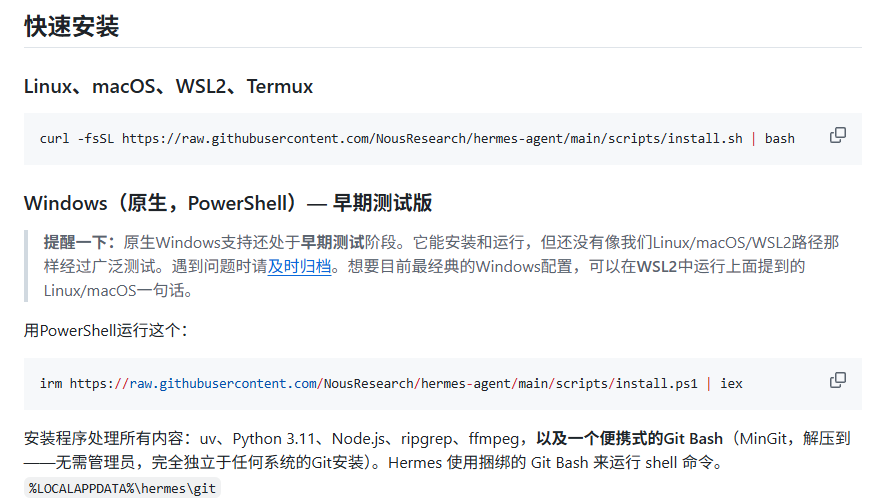 快速安装
Linux、macOS、WSL2、Termux
curl -fsSL https://raw.githubusercontent.com/NousResearch/hermes-agent/main/scripts/install.sh | bash
Windows（原生，PowerShell）— 早期测试版
提醒一下：原生Windows支持还处于早期测试阶段。它能安装和运行，但还没有像我们Linux/macOS/WSL2路径那
样经过广泛测试。遇到问题时请及时归档。想要目前最经典的Windows配置，可以在WSL2中运行上面提到的
Linux/macOS一句话。
用PowerShell运行这个：
irm https://raw.githubusercontent.com/NousResearch/hermes-agent/main/scripts/install.ps1 | iex
安装程序处理所有内容：uv、Python 3.11、Node.js、ripgrep、ffmpeg，以及一个便携式的Git Bash（MinGit，解压到
——无需管理员，完全独立于任何系统的Git安装）。Hermes 使用捆绑的 Git Bash 来运行 shell 命令。
%LOCALAPPDATA%\hermes\git